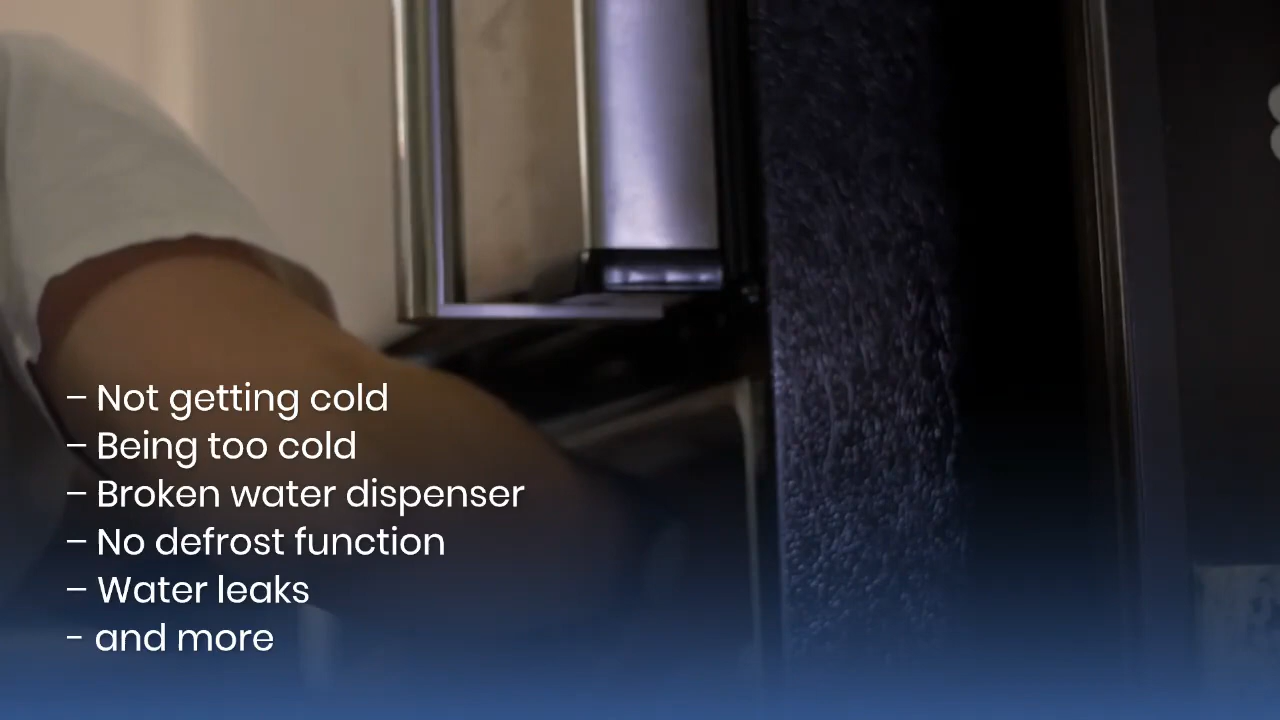 – Not getting cold
– Being too cold
– Broken water dispenser
– No defrost function
– Water leaks
- and more